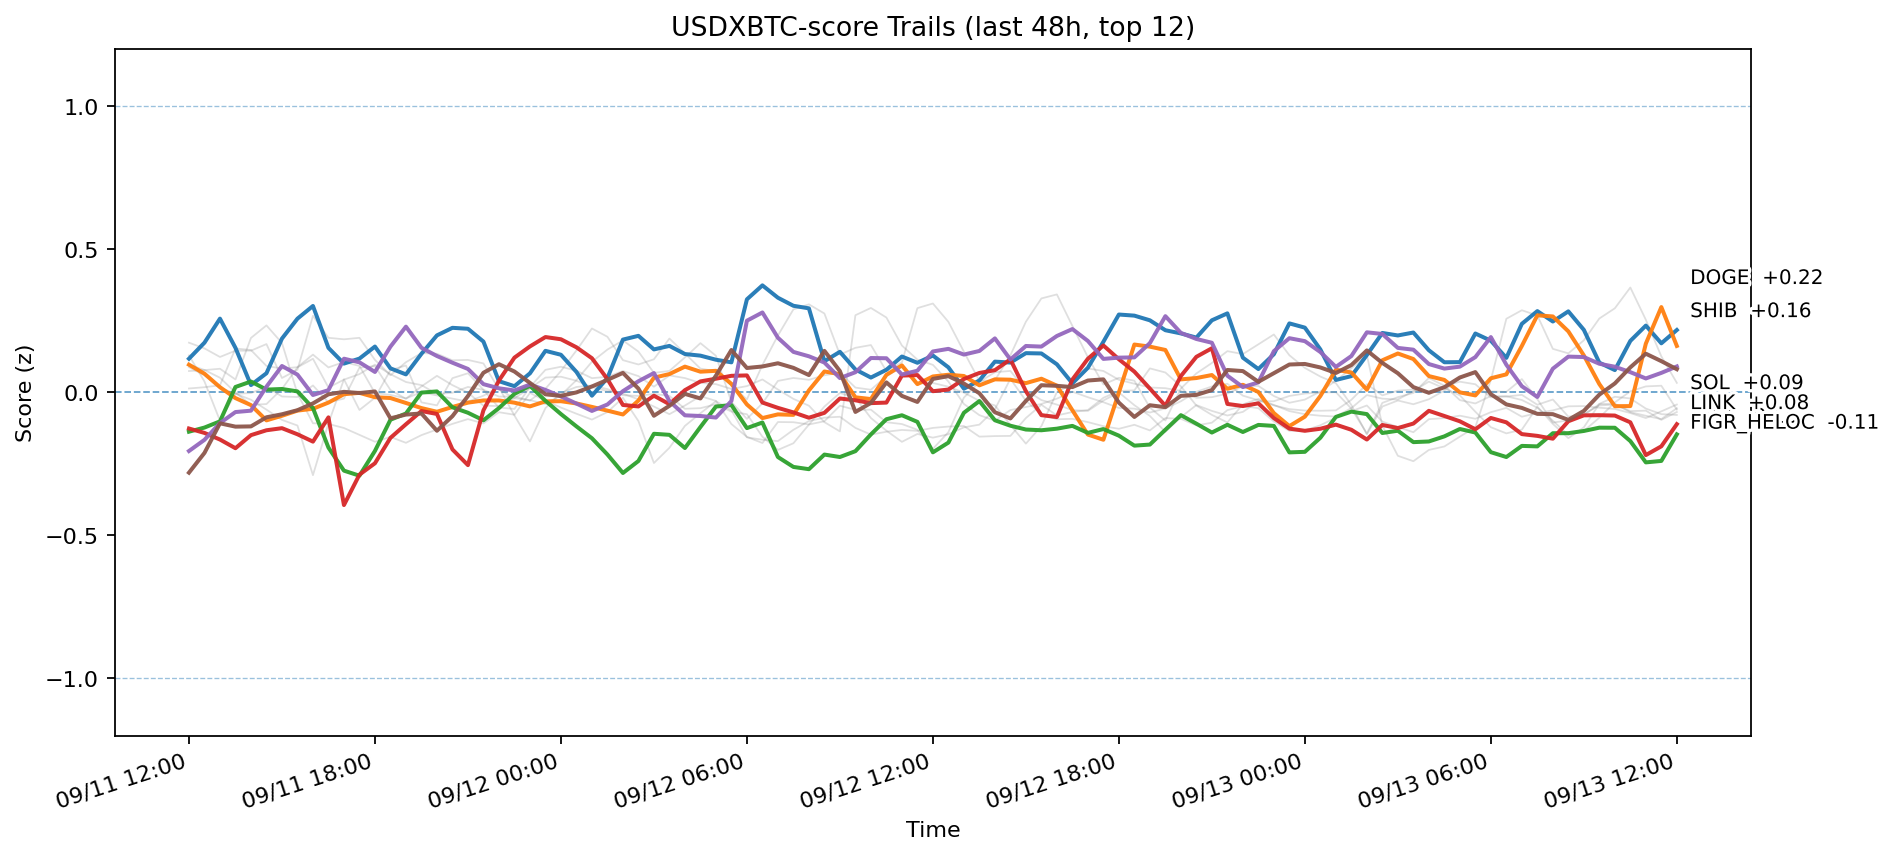 USDXBTC-score Trails (last 48h, top 12)
1.0
0.5
0.0
−0.5
−1.0
Score (z)
DOGE +0.22
SHIB +0.16
SOL +0.09
LINK +0.08
FIGR_HELOC -0.11
09/11 12:00
09/11 18:00
09/12 00:00
09/12 06:00
09/12 12:00
09/12 18:00
09/13 00:00
09/13 06:00
09/13 12:00
Time